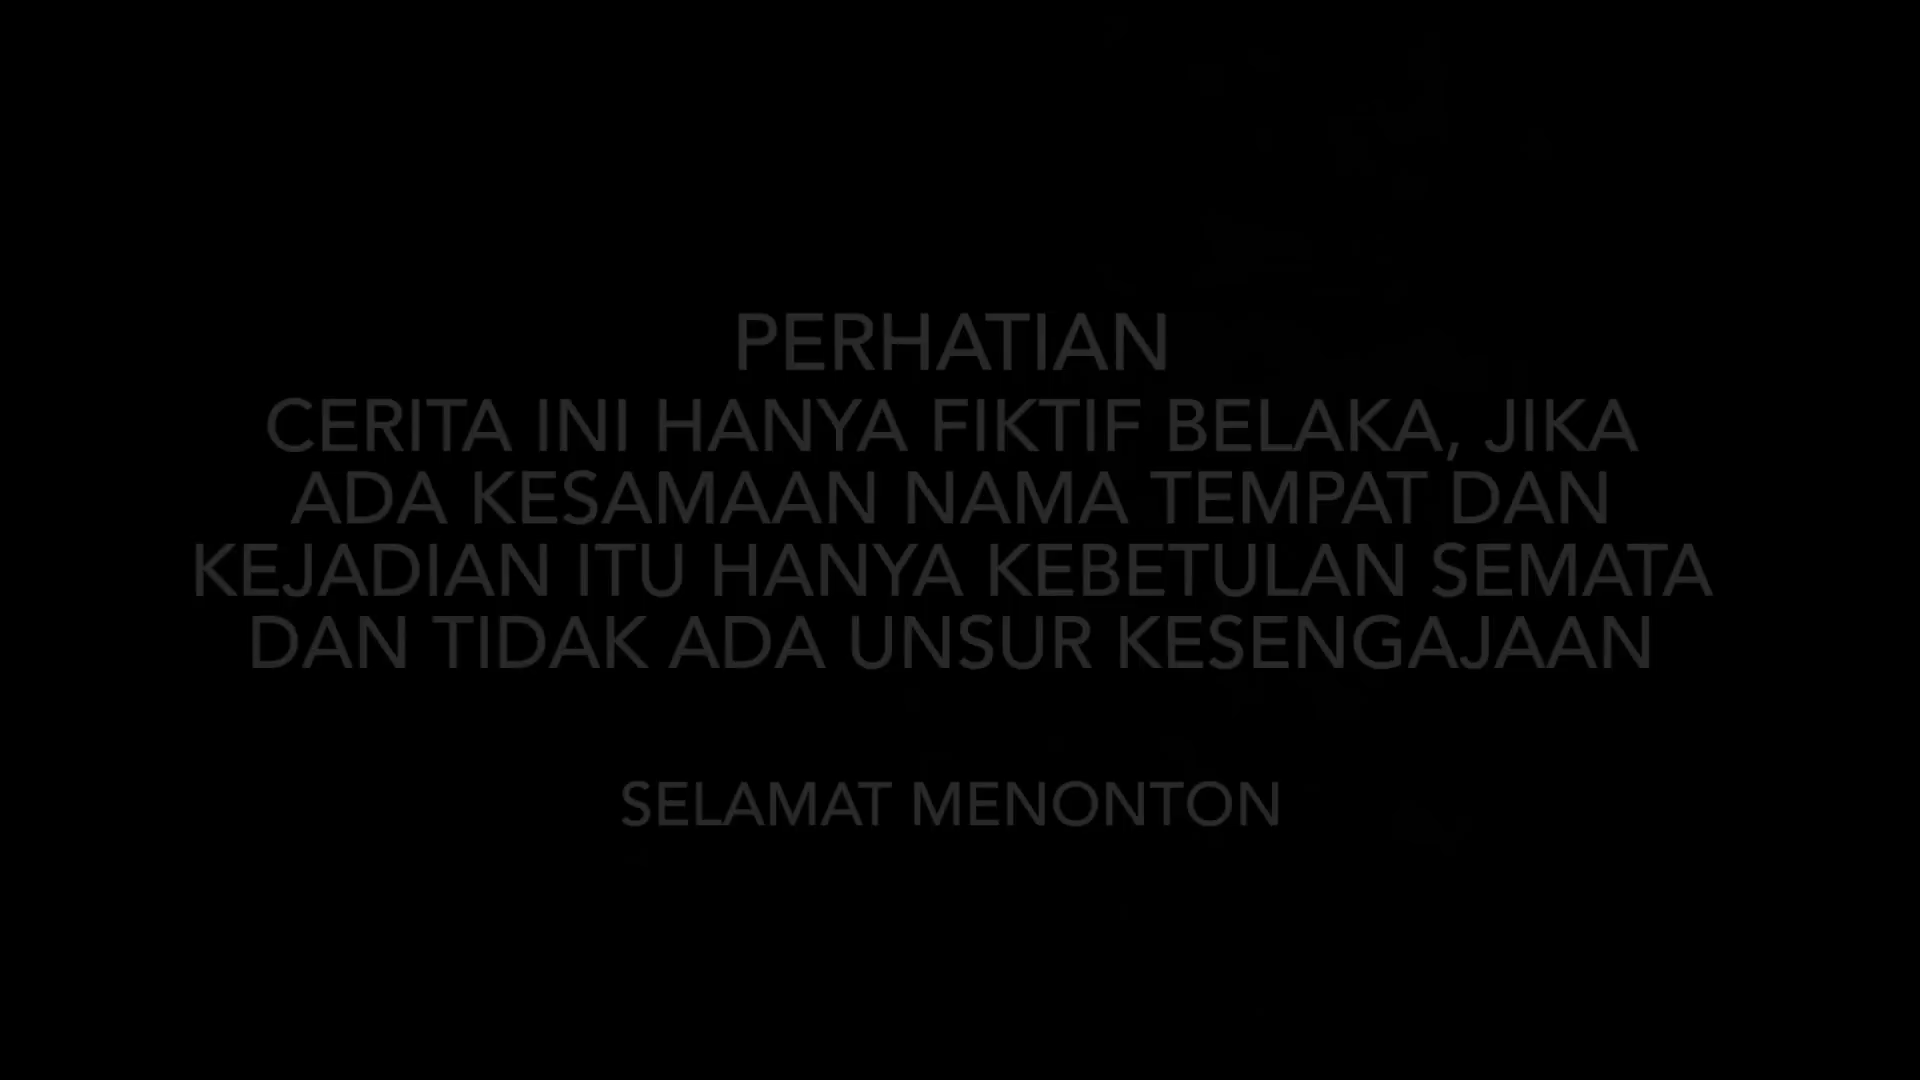 PERHATIAN
CERITA INI HANYA FIKTIF BELAKA, JIKA
ADA KESAMAAN NAMA TEMPAT DAN
KEJADIAN ITU HANYA KEBETULAN SEMATA
DAN TIDAK ADA UNSUR KESENGAJAAN
SELAMAT MENONTON